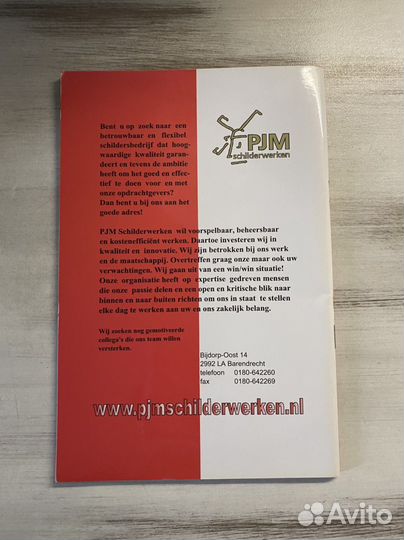 Bent u op zoek naar een
betrouwbaar en flexibel
schildersbedrijf dat hoog-
waardige kwaliteit garan-
deert en tevens de ambitie
heeft om het goed en effec-
tief te doen voor en met
onze opdrachtgevers?
Dan bent u bij ons aan het
goede adres!
PJM
schilderwerken
PJM Schilderwerken wil voorspelbaar, beheersbaar
en kostenefficiënt werken. Daartoe investeren wij in
kwaliteit en innovatie. Wij zijn betrokken bij ons werk
en de maatschappij. Overtreffen graag onze maar ook uw
verwachtingen. Wij gaan uit van een win/win situatie!
Onze organisatie heeft op expertise gedreven mensen
die onze passie delen en een open en kritische blik naar
binnen en naar buiten richten om ons in staat te stellen
elke dag te werken aan uw en ons zakelijk belang.
Wij zoeken nog gemotiveerde
collega's die ons team willen
versterken.
Bijdorp-Oost 14
2992 LA Barendrecht
telefoon 0180-642260
fax 0180-642269
www.pjmschilderwerken.nl
Avito